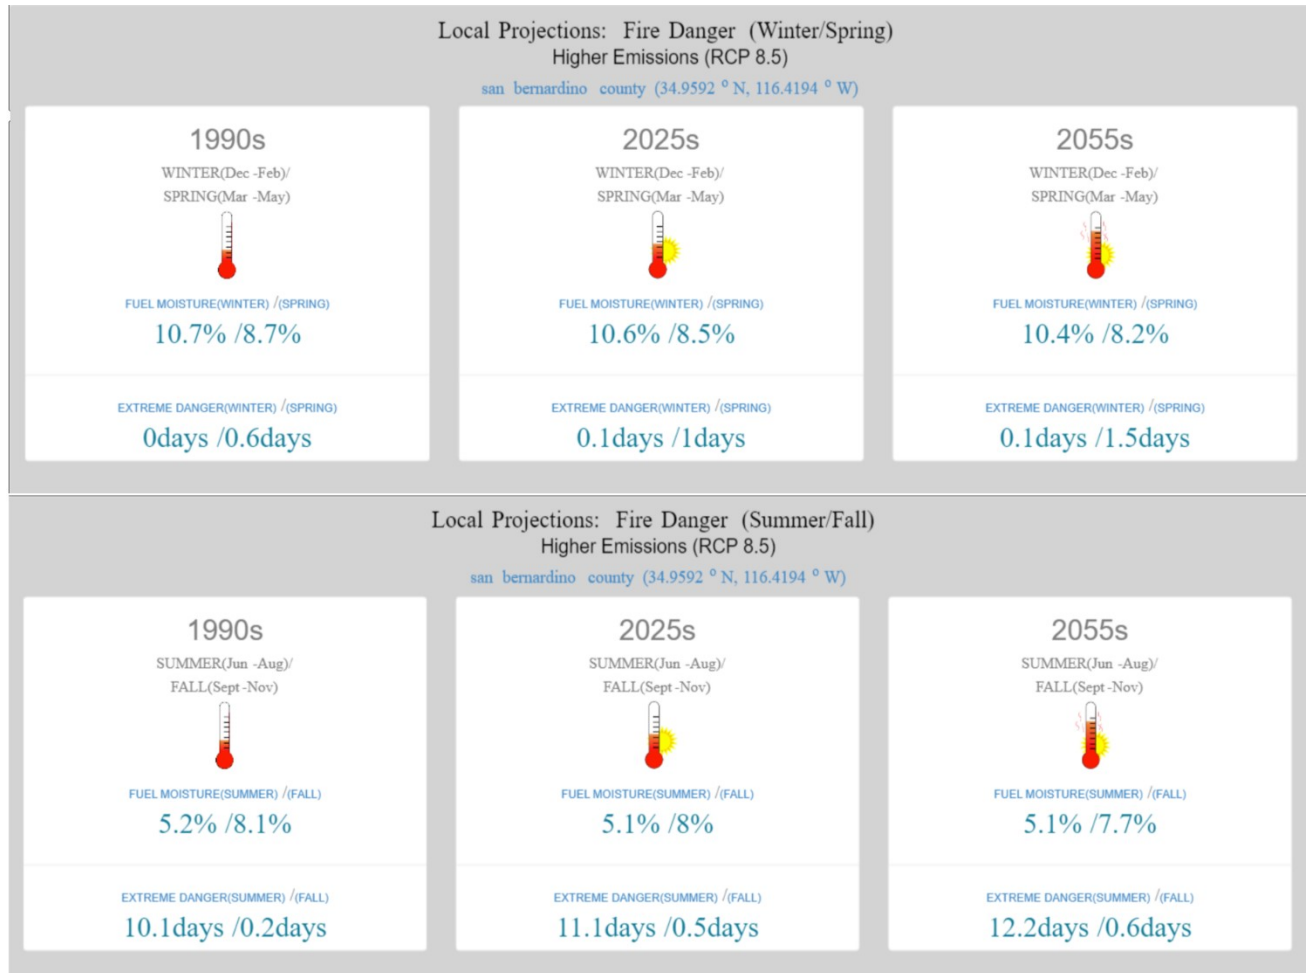 Local Projections: Fire Danger (Winter/Spring)
Higher Emissions (RCP 8.5)
san bernardino county (34.9592 º N, 116.4194 º W)
1990s
WINTER(Dec -Feb)/
SPRING(Mar -May)
FUEL MOISTURE(WINTER) /(SPRING)
10.7% /8.7%
EXTREME DANGER(WINTER) /(SPRING)
0days /0.6days
2025s
WINTER(Dec -Feb)/
SPRING(Mar -May)
FUEL MOISTURE(WINTER) /(SPRING)
10.6% /8.5%
EXTREME DANGER(WINTER) /(SPRING)
0.1days /1days
2055s
WINTER(Dec -Feb)/
SPRING(Mar -May)
FUEL MOISTURE(WINTER) /(SPRING)
10.4% /8.2%
EXTREME DANGER(WINTER) /(SPRING)
0.1days /1.5days
Local Projections: Fire Danger (Summer/Fall)
Higher Emissions (RCP 8.5)
san bernardino county (34.9592 º N, 116.4194 º W)
1990s
SUMMER(Jun -Aug)/
FALL(Sept -Nov)
FUEL MOISTURE(SUMMER) /(FALL)
5.2% /8.1%
EXTREME DANGER(SUMMER) /(FALL)
10.1days /0.2days
2025s
SUMMER(Jun -Aug)/
FALL(Sept -Nov)
FUEL MOISTURE(SUMMER) /(FALL)
5.1% /8%
EXTREME DANGER(SUMMER) /(FALL)
11.1days /0.5days
2055s
SUMMER(Jun -Aug)/
FALL(Sept -Nov)
FUEL MOISTURE(SUMMER) /(FALL)
5.1% /7.7%
EXTREME DANGER(SUMMER) /(FALL)
12.2days /0.6days